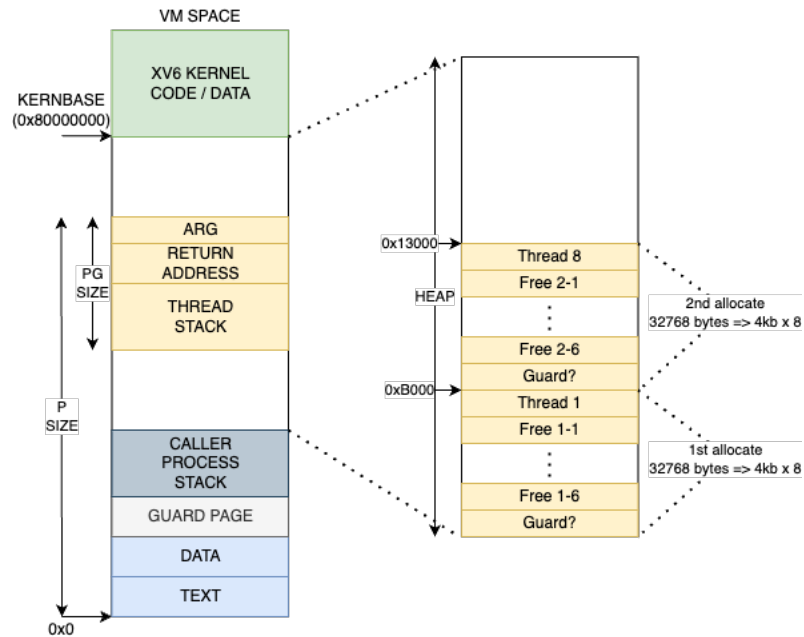 VM SPACE
XV6 KERNEL
CODE / DATA
KERNBASE
(0x80000000)
ARG
RETURN
ADDRESS
THREAD
STACK
PG
SIZE
P
SIZE
CALLER
PROCESS
STACK
GUARD PAGE
DATA
TEXT
0x0
0x13000
HEAP
Thread 8
Free 2-1
Free 2-6
Guard?
0xB000
Thread 1
Free 1-1
Free 1-6
Guard?
2nd allocate
32768 bytes => 4kb x 8
1st allocate
32768 bytes => 4kb x 8